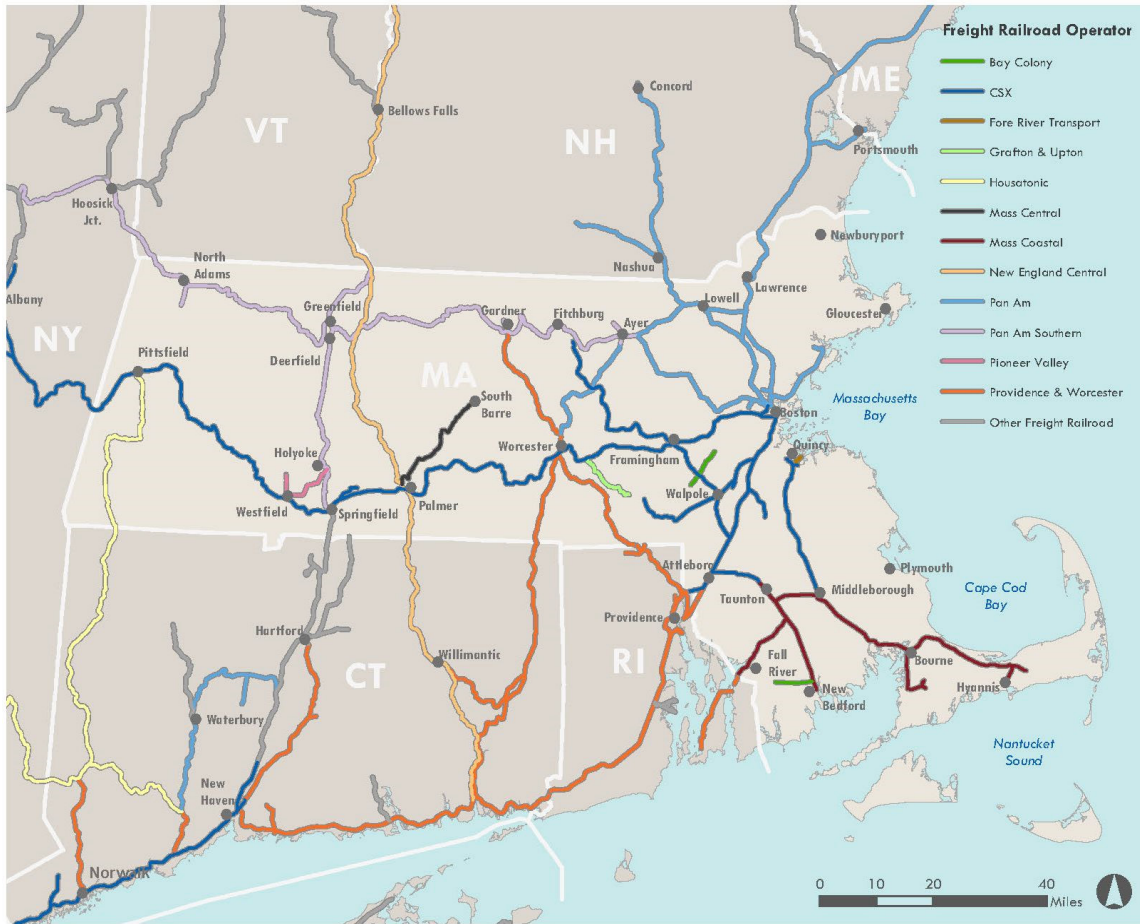 Freight Railroad Operator
Bay Colony
CSX
Fore River Transport
Grafton & Upton
Housatonic
Mass Central
Mass Coastal
New England Central
Pan Am
Pan Am Southern
Pioneer Valley
Providence & Worcester
Other Freight Railroad
VT
NH
ME
NY
MA
CT
RI
Concord
Bellows Falls
Portsmouth
Hoosick
Jct.
Newburyport
Nashua
North
Adams
Lawrence
Albany
Greenfield
Gardner
Fitchburg
Ayer
Lowell
Gloucester
Deerfield
Pittsfield
South
Barre
Boston
Massachusetts
Bay
Worcester
Quincy
Holyoke
Framingham
Westfield
Springfield
Palmer
Walpole
Attleboro
Taunton
Middleborough
Plymouth
Cape Cod
Bay
Hartford
Providence
Willimantic
Fall
River
Bourne
Hyannis
New
Bedford
Waterbury
Nantucket
Sound
New
Haven
Norwalk
0 10 20 40
Miles